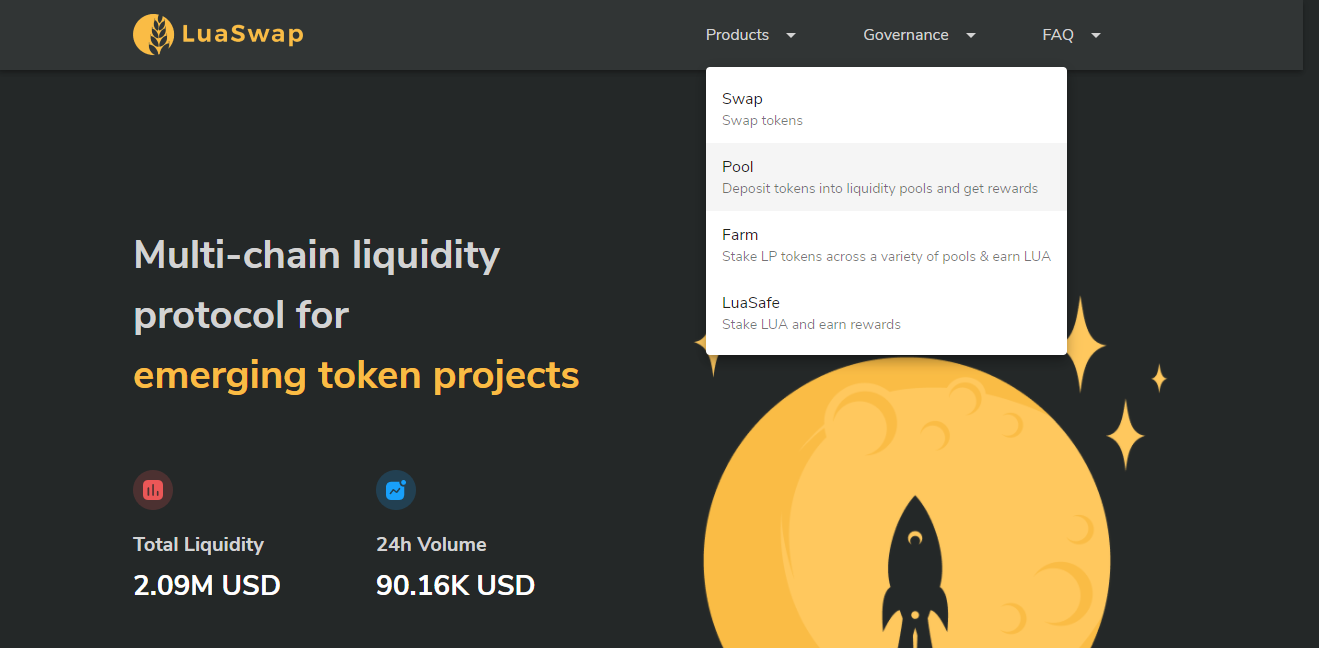 LuaSwap
Products
Governance
FAQ
Swap
Swap tokens
Pool
Deposit tokens into liquidity pools and get rewards
Farm
Stake LP tokens across a variety of pools & earn LUA
LuaSafe
Stake LUA and earn rewards
Multi-chain liquidity
protocol for
emerging token projects
Total Liquidity
2.09M USD
24h Volume
90.16K USD